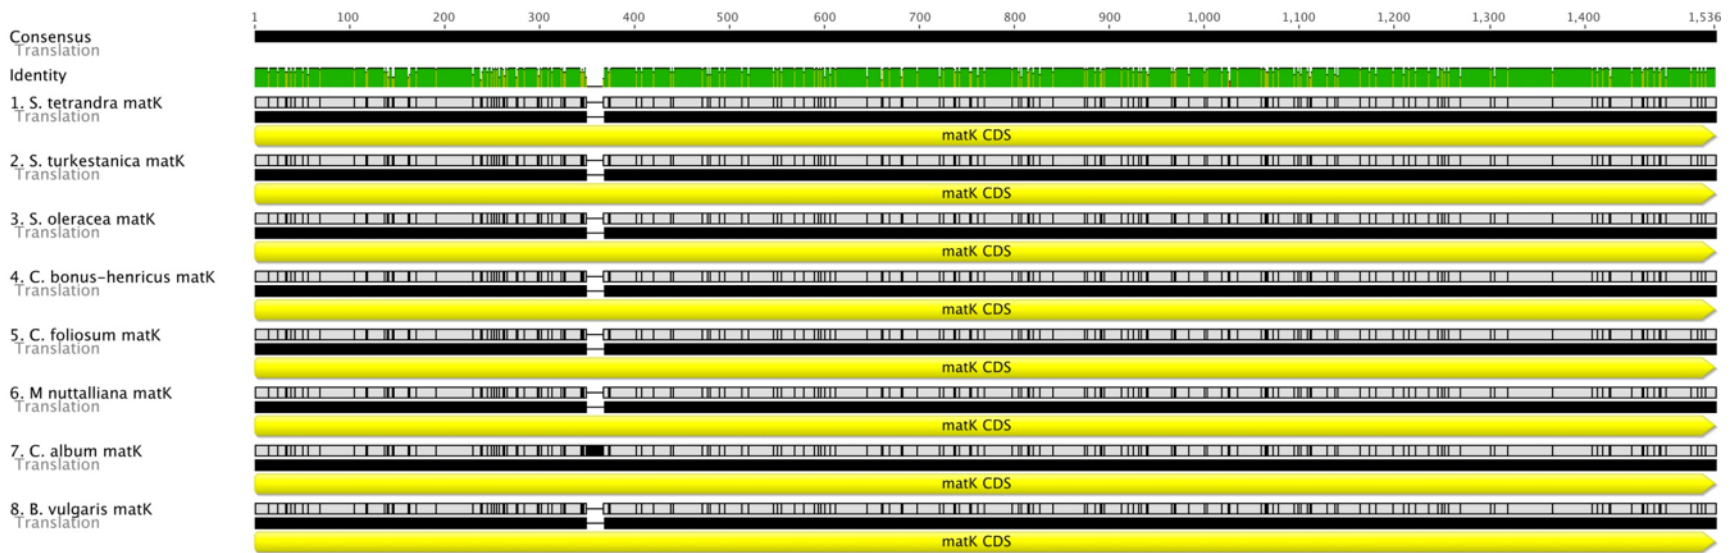 1 100 200 300 400 500 600 700 800 900 1,000 1,100 1,200 1,300 1,400 1,536
Consensus
Translation
Identity
1. S. tetrandra matK
Translation
matK CDS
2. S. turkestanica matK
Translation
matK CDS
3. S. oleracea matK
Translation
matK CDS
4. C. bonus-henricus matK
Translation
matK CDS
5. C. foliosum matK
Translation
matK CDS
6. M nuttalliana matK
Translation
matK CDS
7. C. album matK
Translation
matK CDS
8. B. vulgaris matK
Translation
matK CDS